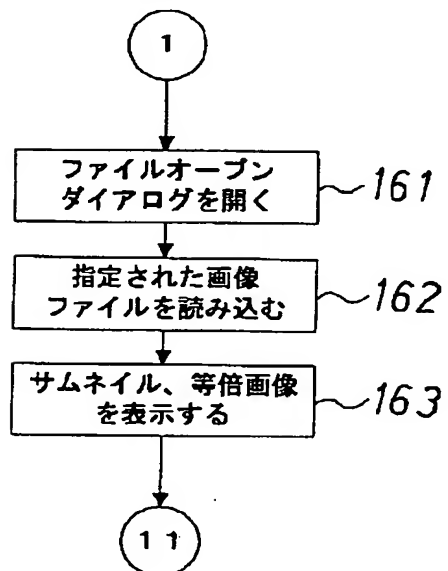 1
ファイルオープン
ダイアログを開く
161
指定された画像
ファイルを読み込む
162
サムネイル、等倍画像
を表示する
163
11